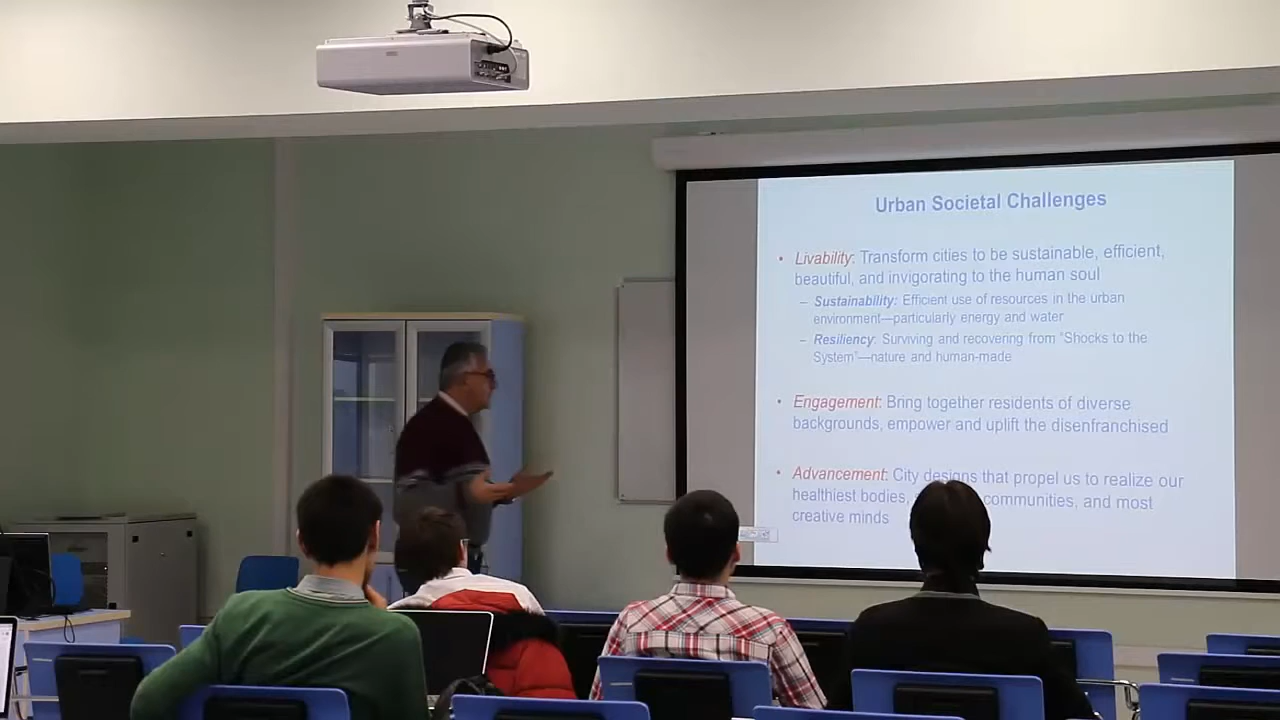 Urban Societal Challenges
• Livability: Transform cities to be sustainable, efficient,
beautiful, and invigorating to the human soul
– Sustainability: Efficient use of resources in the urban
environment—particularly energy and water
– Resiliency: Surviving and recovering from “Shocks to the
System”—nature and human-made
• Engagement: Bring together residents of diverse
backgrounds, empower and uplift the disenfranchised
• Advancement: City designs that propel us to realize our
healthiest bodies, communities, and most
creative minds